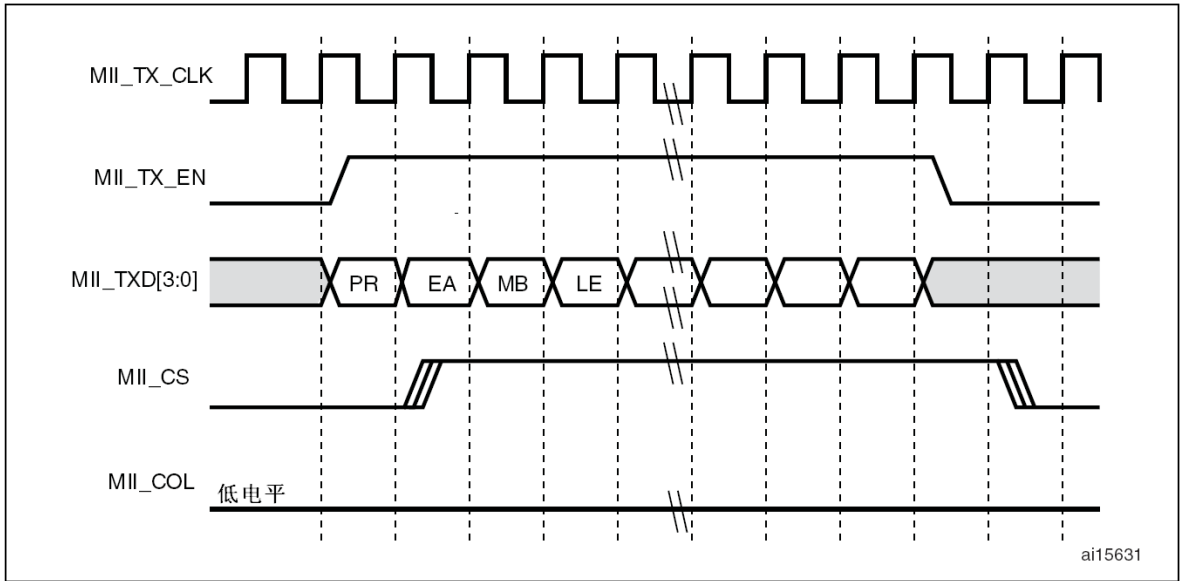 MII_TX_CLK
MII_TX_EN
MII_TXD[3:0] PR EA MB LE
MII_CS
MII_COL 低电平
ai15631